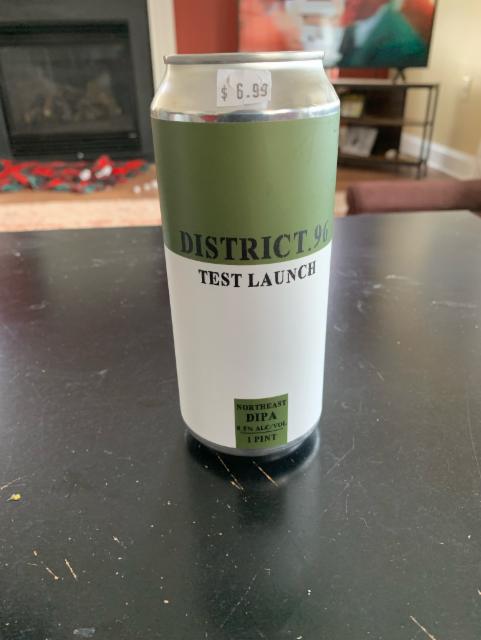 $ 6.99
DISTRICT.96
TEST LAUNCH
NORTHEAST
DIPA
8.5% ALC/VOL
1 PINT